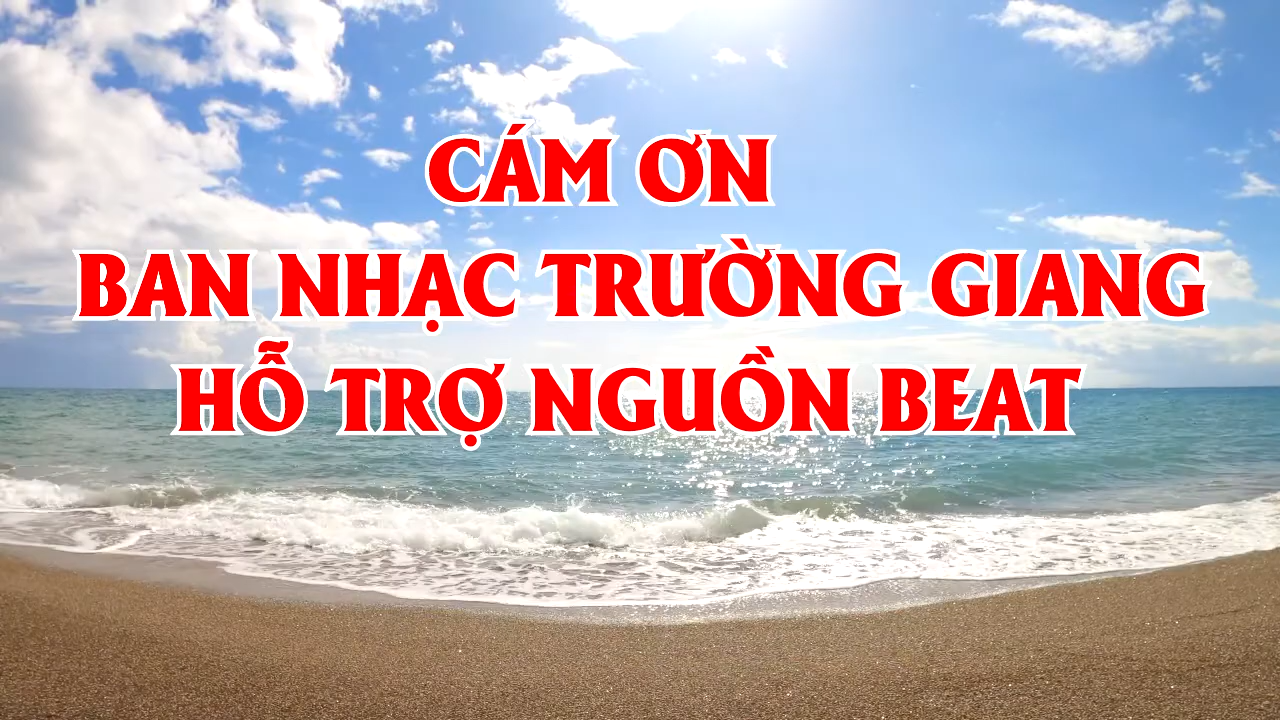 CÁM ƠN
BAN NHẠC TRƯỜNG GIANG
HỖ TRỢ NGUỒN BEAT